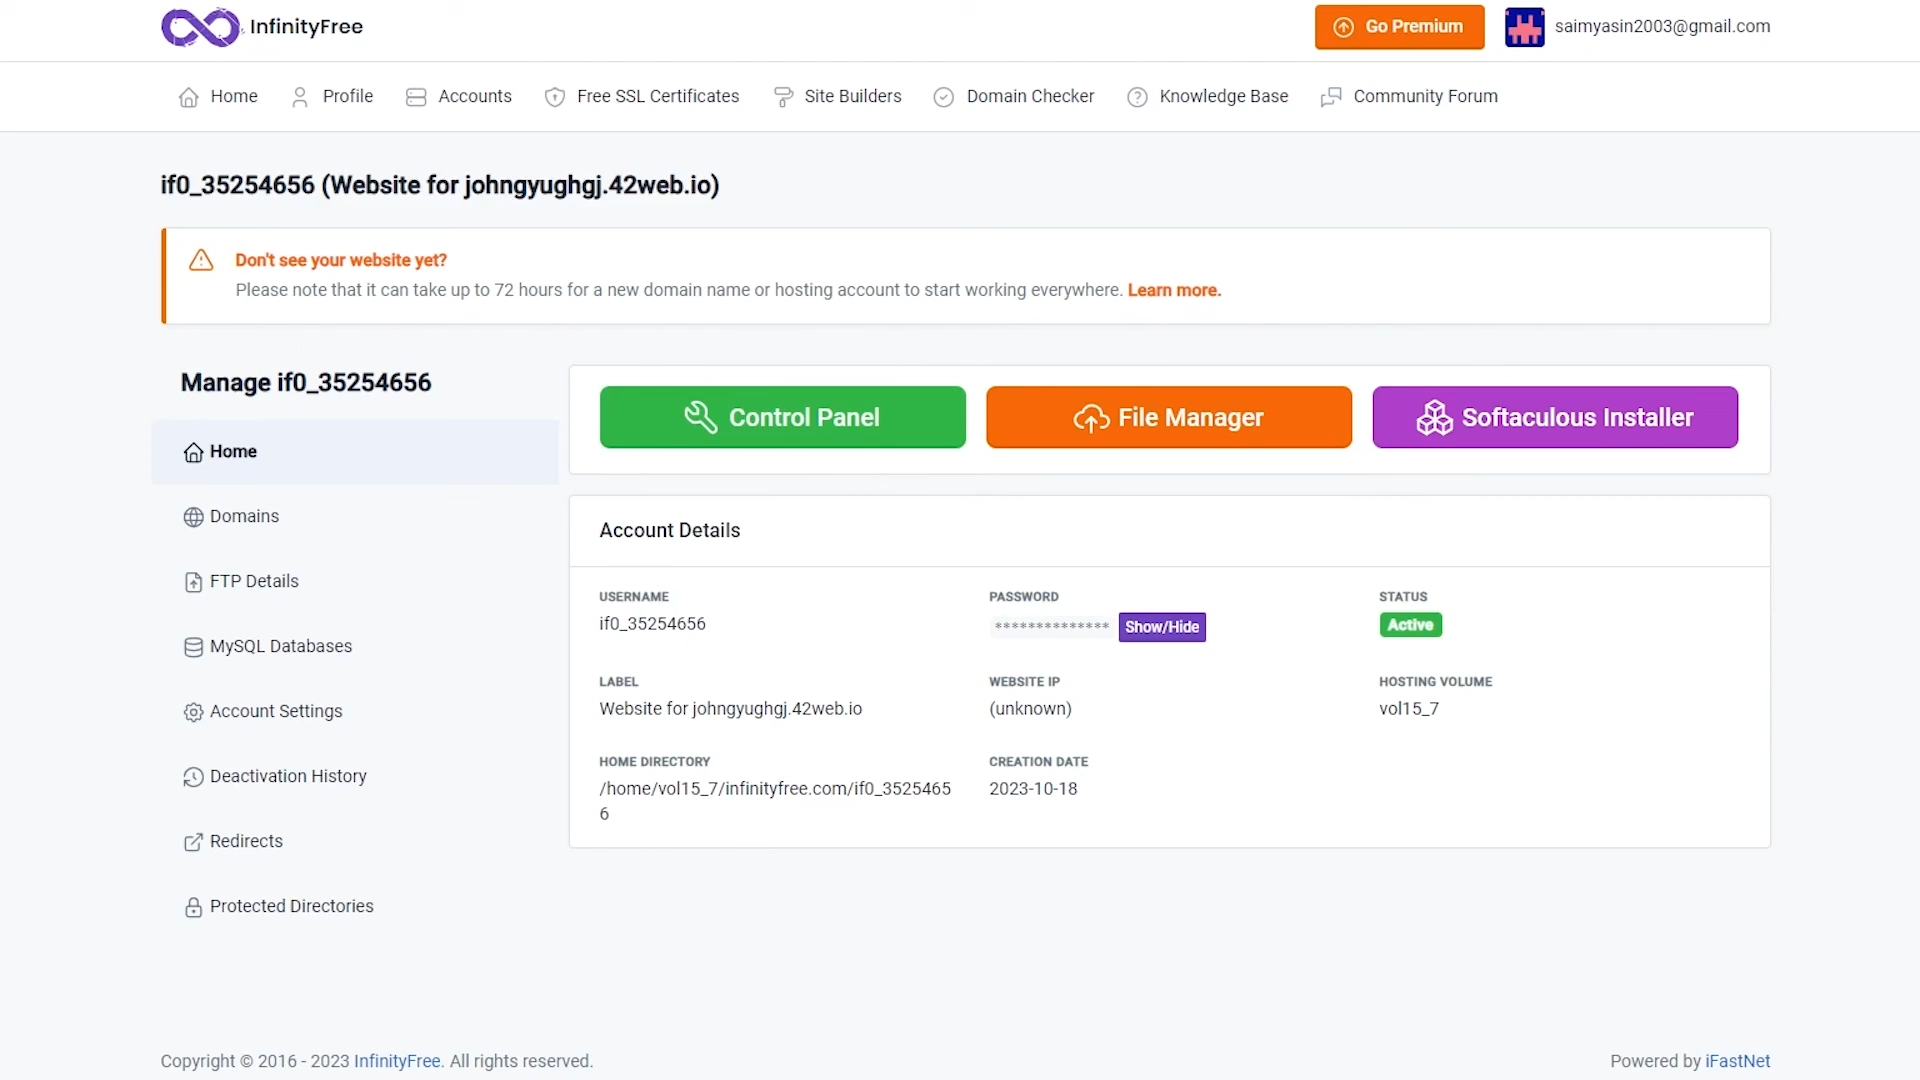 InfinityFree
Go Premium
saimyasin2003@gmail.com
Home
Profile
Accounts
Free SSL Certificates
Site Builders
Domain Checker
Knowledge Base
Community Forum
if0_35254656 (Website for johngyughgj.42web.io)
Don't see your website yet?
Please note that it can take up to 72 hours for a new domain name or hosting account to start working everywhere. Learn more.
Manage if0_35254656
Home
Domains
FTP Details
MySQL Databases
Account Settings
Deactivation History
Redirects
Protected Directories
Control Panel
File Manager
Softaculous Installer
Account Details
USERNAME
if0_35254656
PASSWORD
************** Show/Hide
STATUS
Active
LABEL
Website for johngyughgj.42web.io
WEBSITE IP
(unknown)
HOSTING VOLUME
vol15_7
HOME DIRECTORY
/home/vol15_7/infinityfree.com/if0_3525465
6
CREATION DATE
2023-10-18
Copyright © 2016 - 2023 InfinityFree. All rights reserved.
Powered by iFastNet